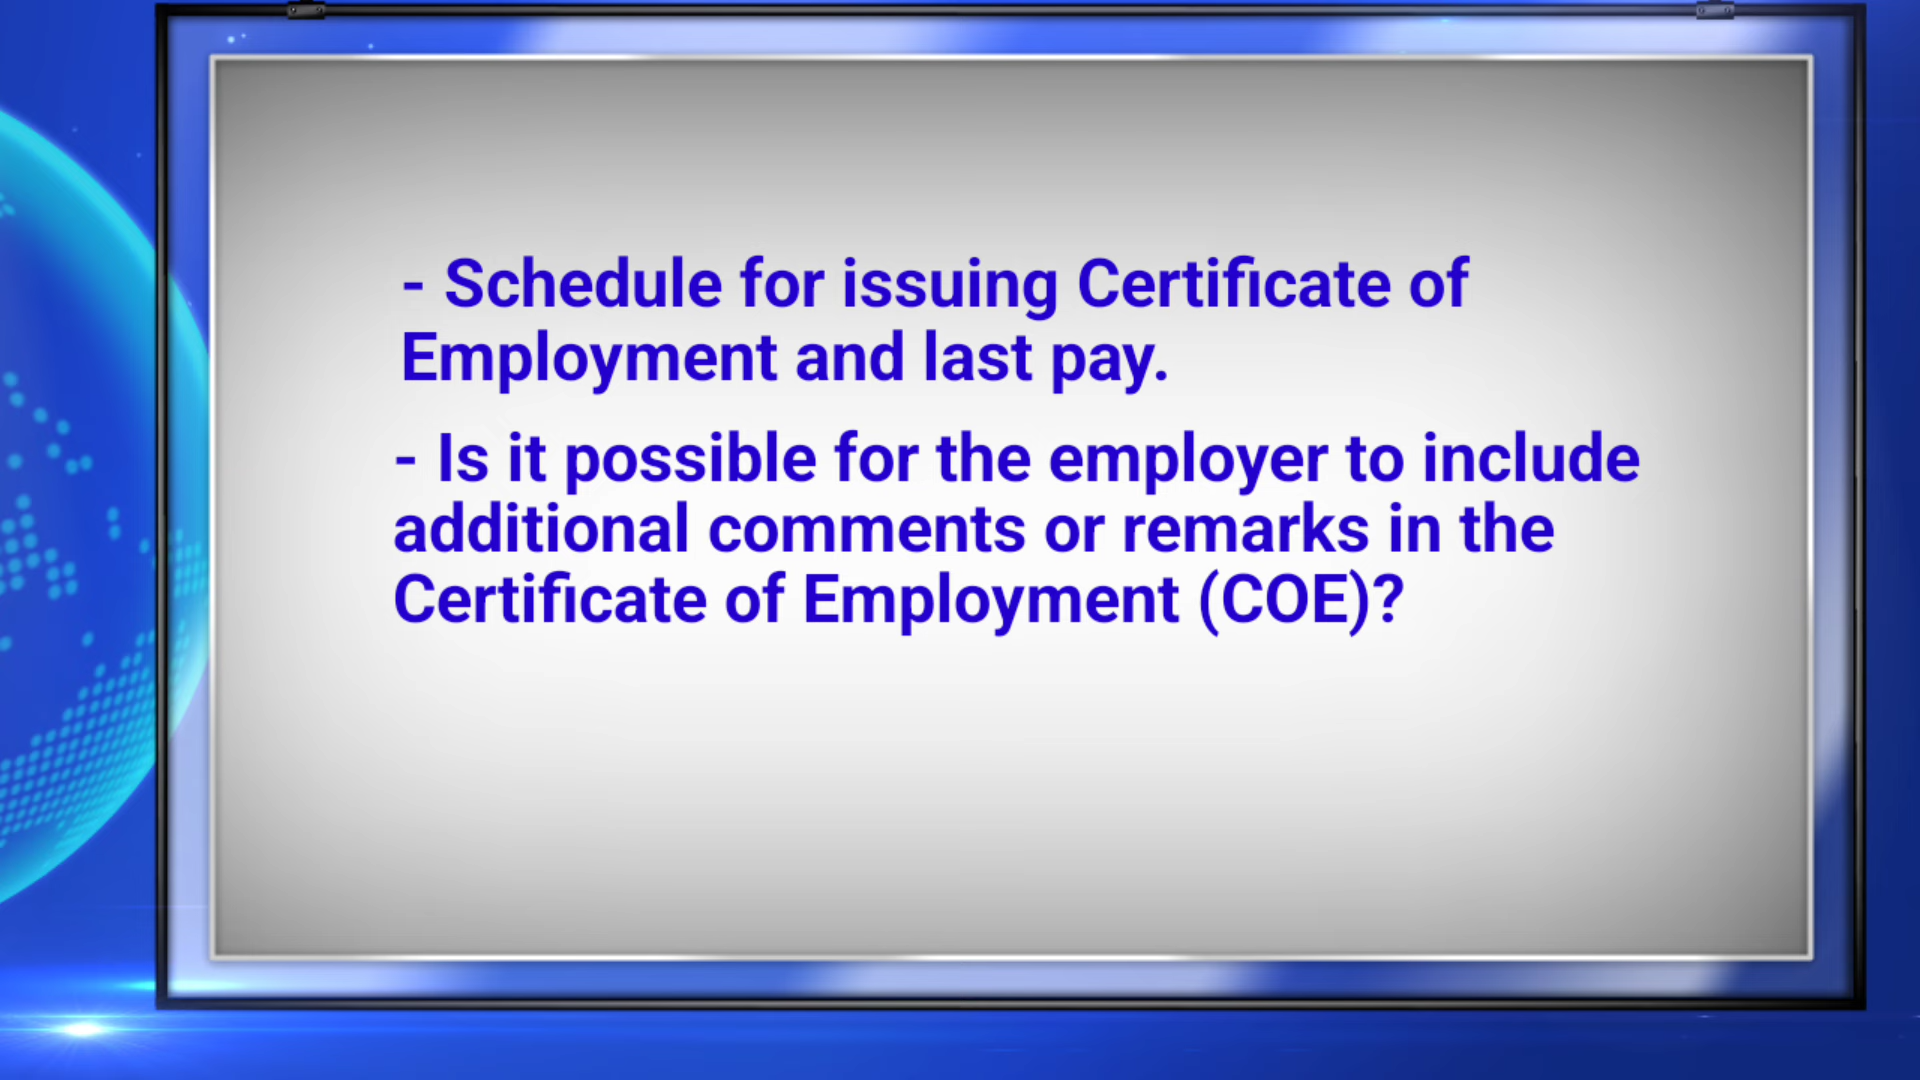 - Schedule for issuing Certificate of
Employment and last pay.
- Is it possible for the employer to include
additional comments or remarks in the
Certificate of Employment (COE)?